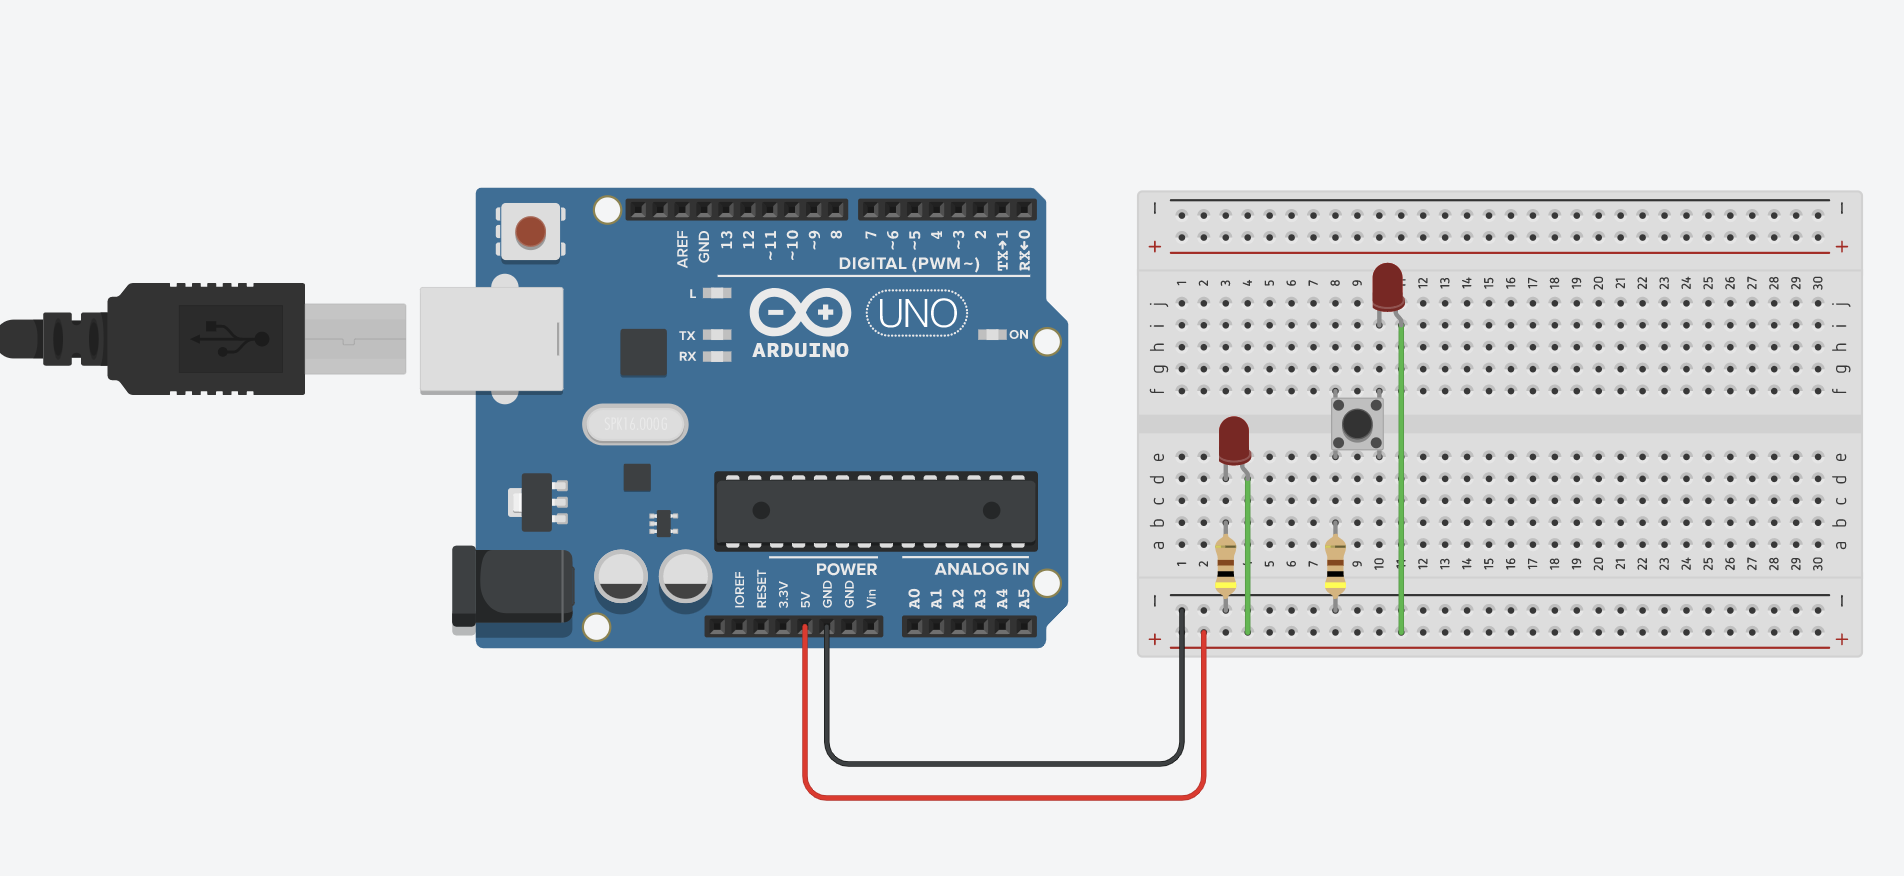 AREF
GND
13
12
~11
~10
~9
8
7
~6
~5
4
~3
2
TX→1
RX←0
DIGITAL (PWM~)
L
TX
RX
ARDUINO
UNO
ON
SPK16.000G
POWER
ANALOG IN
IOREF
RESET
3.3V
5V
GND
GND
Vin
A0
A1
A2
A3
A4
A5
− −
+ +
1 2 3 4 5 6 7 8 9 12 13 14 15 16 17 18 19 20 21 22 23 24 25 26 27 28 29 30
j j
i i
h h
g g
f f
e e
d d
c c
b b
a a
1 2 3 5 6 7 9 10 12 13 14 15 16 17 18 19 20 21 22 23 24 25 26 27 28 29 30
− −
+ +